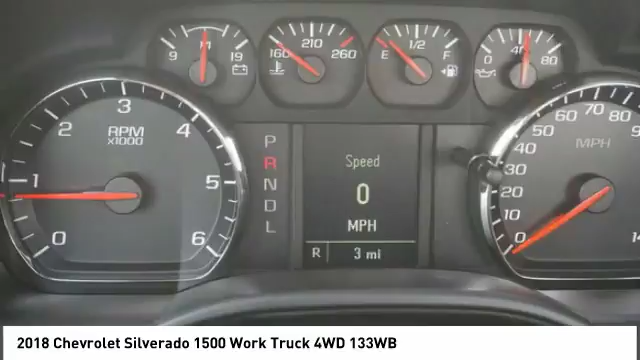 9 14 19
160 210 260
E 1/2 F
0 40 80
0 1 2 3 4 5 6
RPM
x1000
P
R
N
D
L
Speed
0
MPH
R 3 mi
MPH
0 10 20 30 40 50 60 70 80
2018 Chevrolet Silverado 1500 Work Truck 4WD 133WB